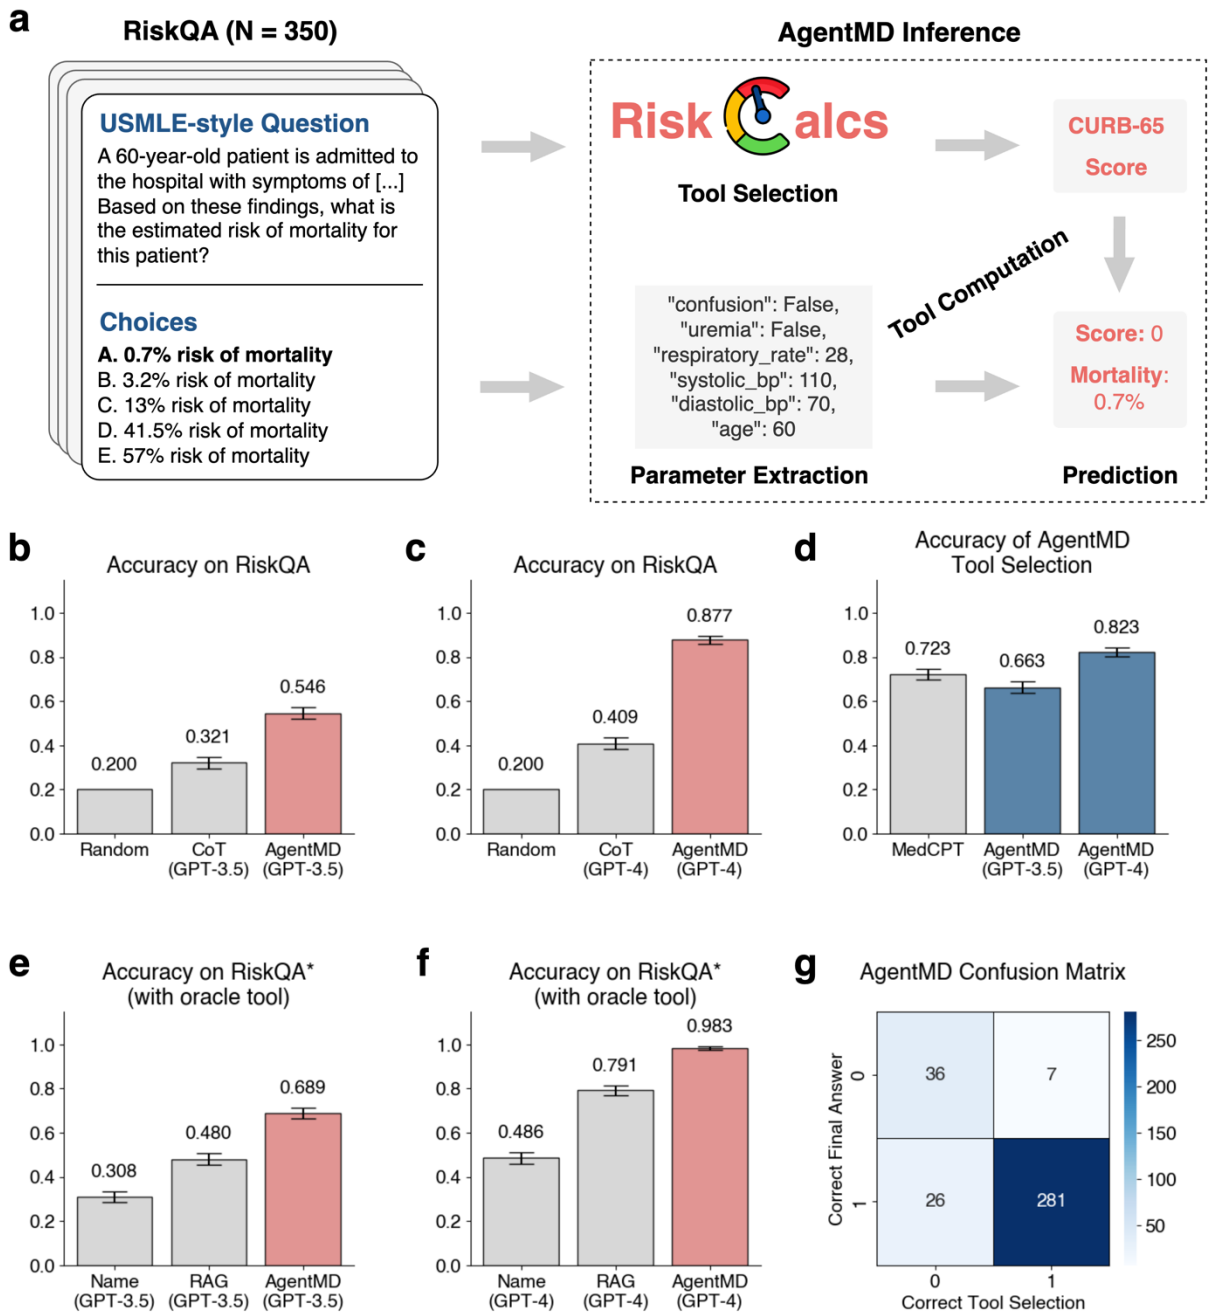 a
RiskQA (N = 350)
USMLE-style Question
A 60-year-old patient is admitted to
the hospital with symptoms of [...]
Based on these findings, what is
the estimated risk of mortality for
this patient?
Choices
A. 0.7% risk of mortality
B. 3.2% risk of mortality
C. 13% risk of mortality
D. 41.5% risk of mortality
E. 57% risk of mortality
AgentMD Inference
Risk Calcs
Tool Selection
CURB-65
Score
Tool Computation
"confusion": False,
"uremia": False,
"respiratory_rate": 28,
"systolic_bp": 110,
"diastolic_bp": 70,
"age": 60
Parameter Extraction
Score: 0
Mortality:
0.7%
Prediction
b
Accuracy on RiskQA
1.0
0.8
0.6
0.4
0.2
0.0
0.200
0.321
0.546
Random
CoT
(GPT-3.5)
AgentMD
(GPT-3.5)
c
Accuracy on RiskQA
1.0
0.8
0.6
0.4
0.2
0.0
0.200
0.409
0.877
Random
CoT
(GPT-4)
AgentMD
(GPT-4)
d
Accuracy of AgentMD
Tool Selection
1.0
0.8
0.6
0.4
0.2
0.0
0.723
0.663
0.823
MedCPT
AgentMD
(GPT-3.5)
AgentMD
(GPT-4)
e
Accuracy on RiskQA*
(with oracle tool)
1.0
0.8
0.6
0.4
0.2
0.0
0.308
0.480
0.689
Name
(GPT-3.5)
RAG
(GPT-3.5)
AgentMD
(GPT-3.5)
f
Accuracy on RiskQA*
(with oracle tool)
1.0
0.8
0.6
0.4
0.2
0.0
0.486
0.791
0.983
Name
(GPT-4)
RAG
(GPT-4)
AgentMD
(GPT-4)
g
AgentMD Confusion Matrix
Correct Final Answer
0
1
36
7
26
281
0
1
Correct Tool Selection
250
200
150
100
50